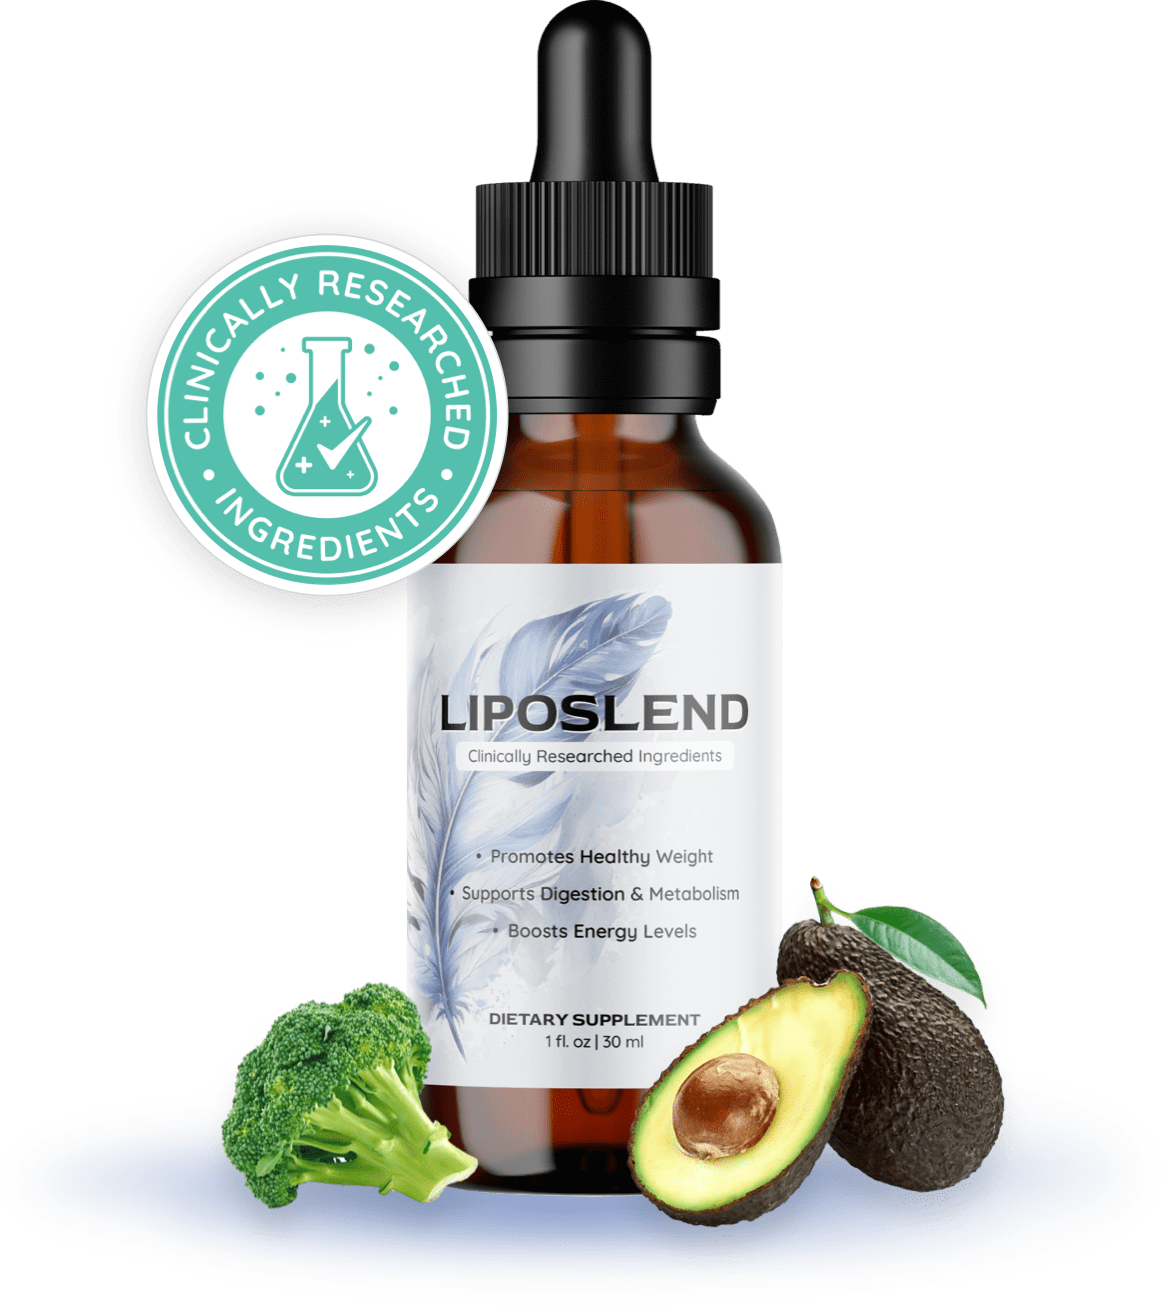 CLINICALLY RESEARCHED
INGREDIENTS
LIPOSLEND
Clinically Researched Ingredients
• Promotes Healthy Weight
• Supports Digestion & Metabolism
• Boosts Energy Levels
DIETARY SUPPLEMENT
1 fl. oz | 30 ml